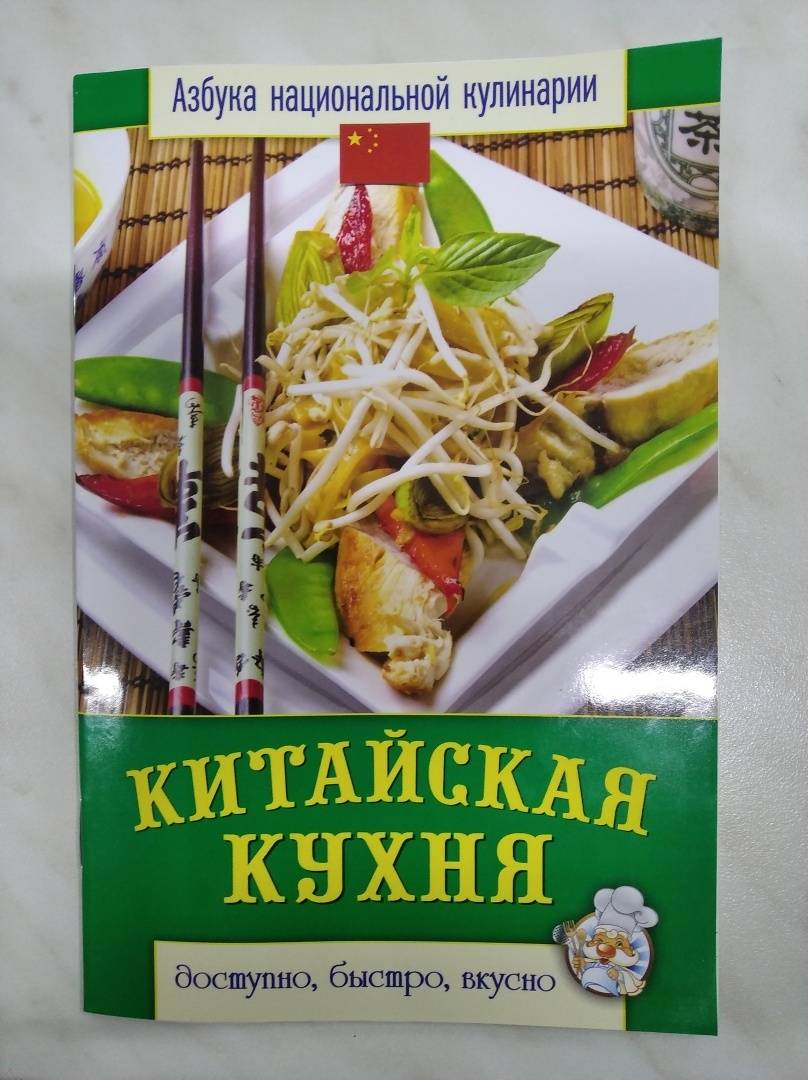 Азбука национальной кулинарии
茶
КИТАЙСКАЯ
КУХНЯ
доступно, быстро, вкусно